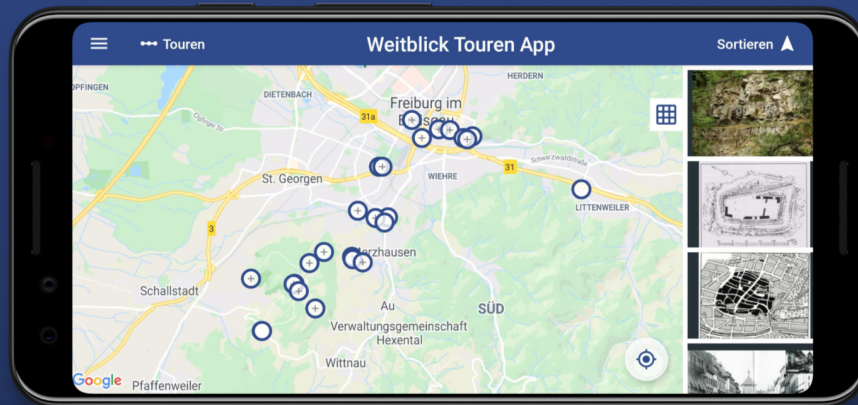 Touren
Weitblick Touren App
Sortieren
OPFINGEN
HERDERN
DIETENBACH
Opfinger Str.
Freiburg im
31a
31
Schwarzwaldstraße
St. Georgen
WIEHRE
LITTENWEILER
3
Schallstadt
Au
SÜD
Verwaltungsgemeinschaft
Hexental
Wittnau
Google
Pfaffenweiler